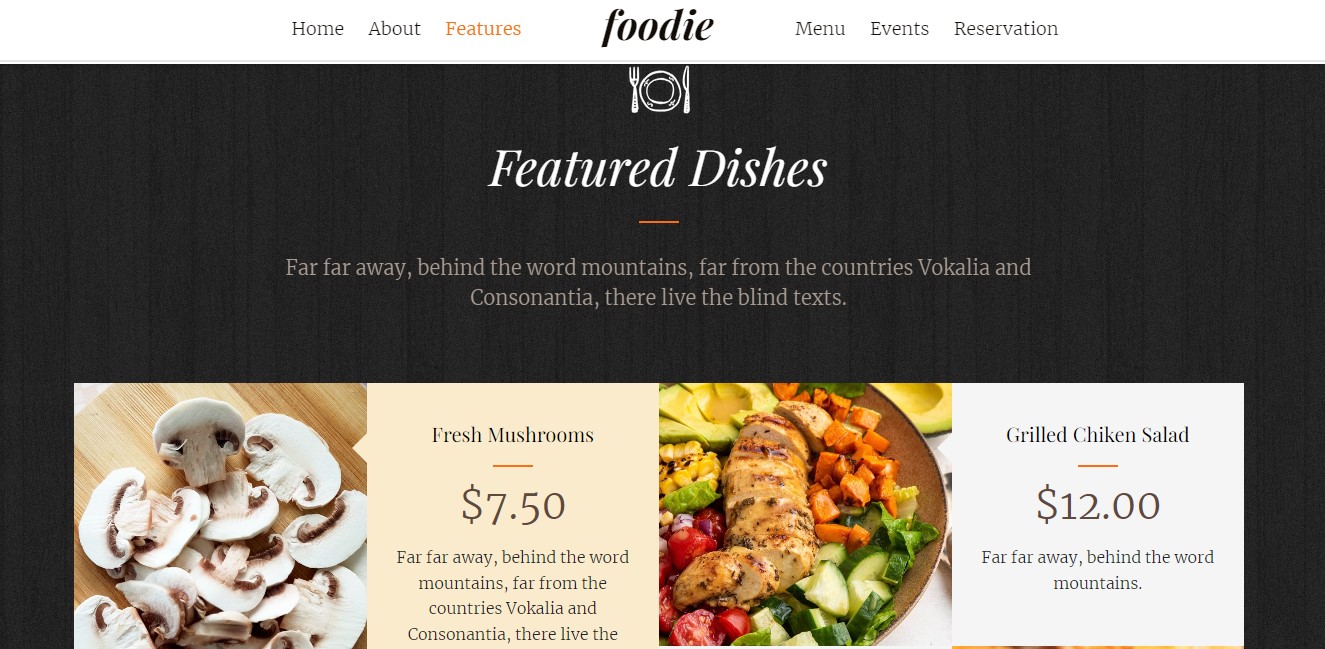 Home About Features foodie Menu Events Reservation
Featured Dishes
Far far away, behind the word mountains, far from the countries Vokalia and
Consonantia, there live the blind texts.
Fresh Mushrooms
$7.50
Far far away, behind the word
mountains, far from the
countries Vokalia and
Consonantia, there live the
Grilled Chiken Salad
$12.00
Far far away, behind the word
mountains.